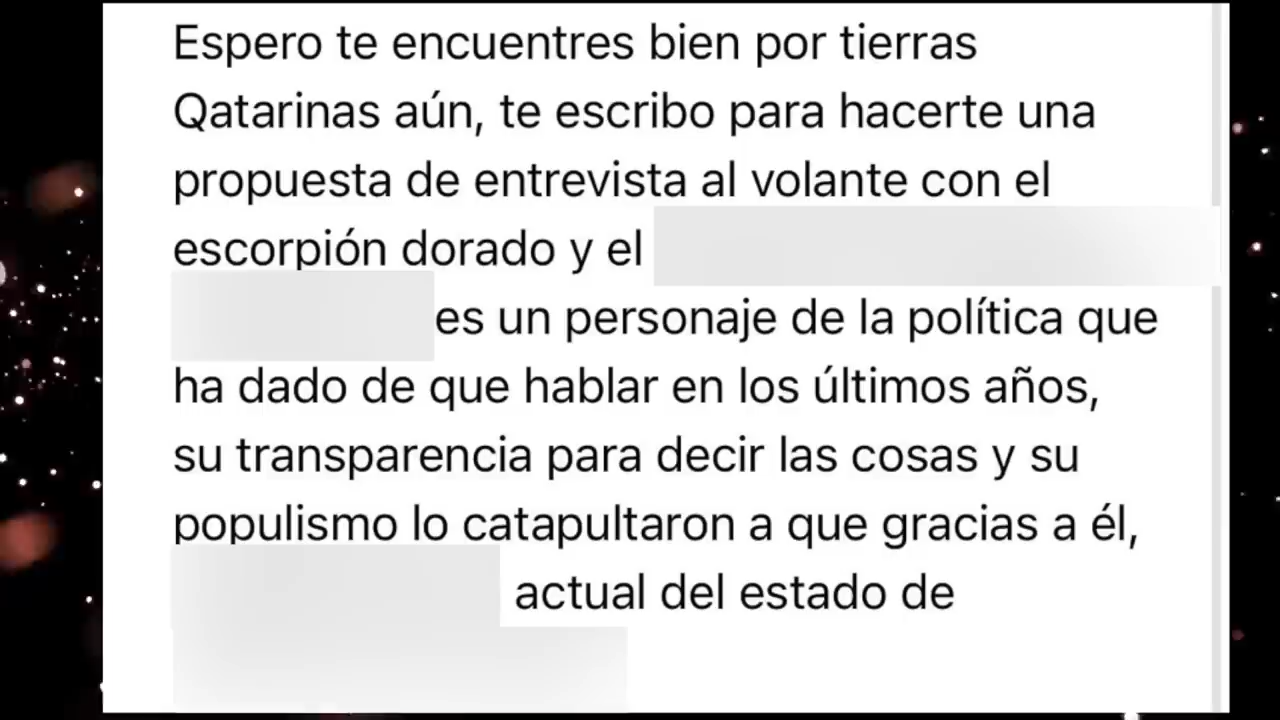 Espero te encuentres bien por tierras
Qatarinas aún, te escribo para hacerte una
propuesta de entrevista al volante con el
escorpión dorado y el
es un personaje de la política que
ha dado de que hablar en los últimos años,
su transparencia para decir las cosas y su
populismo lo catapultaron a que gracias a él,
actual del estado de